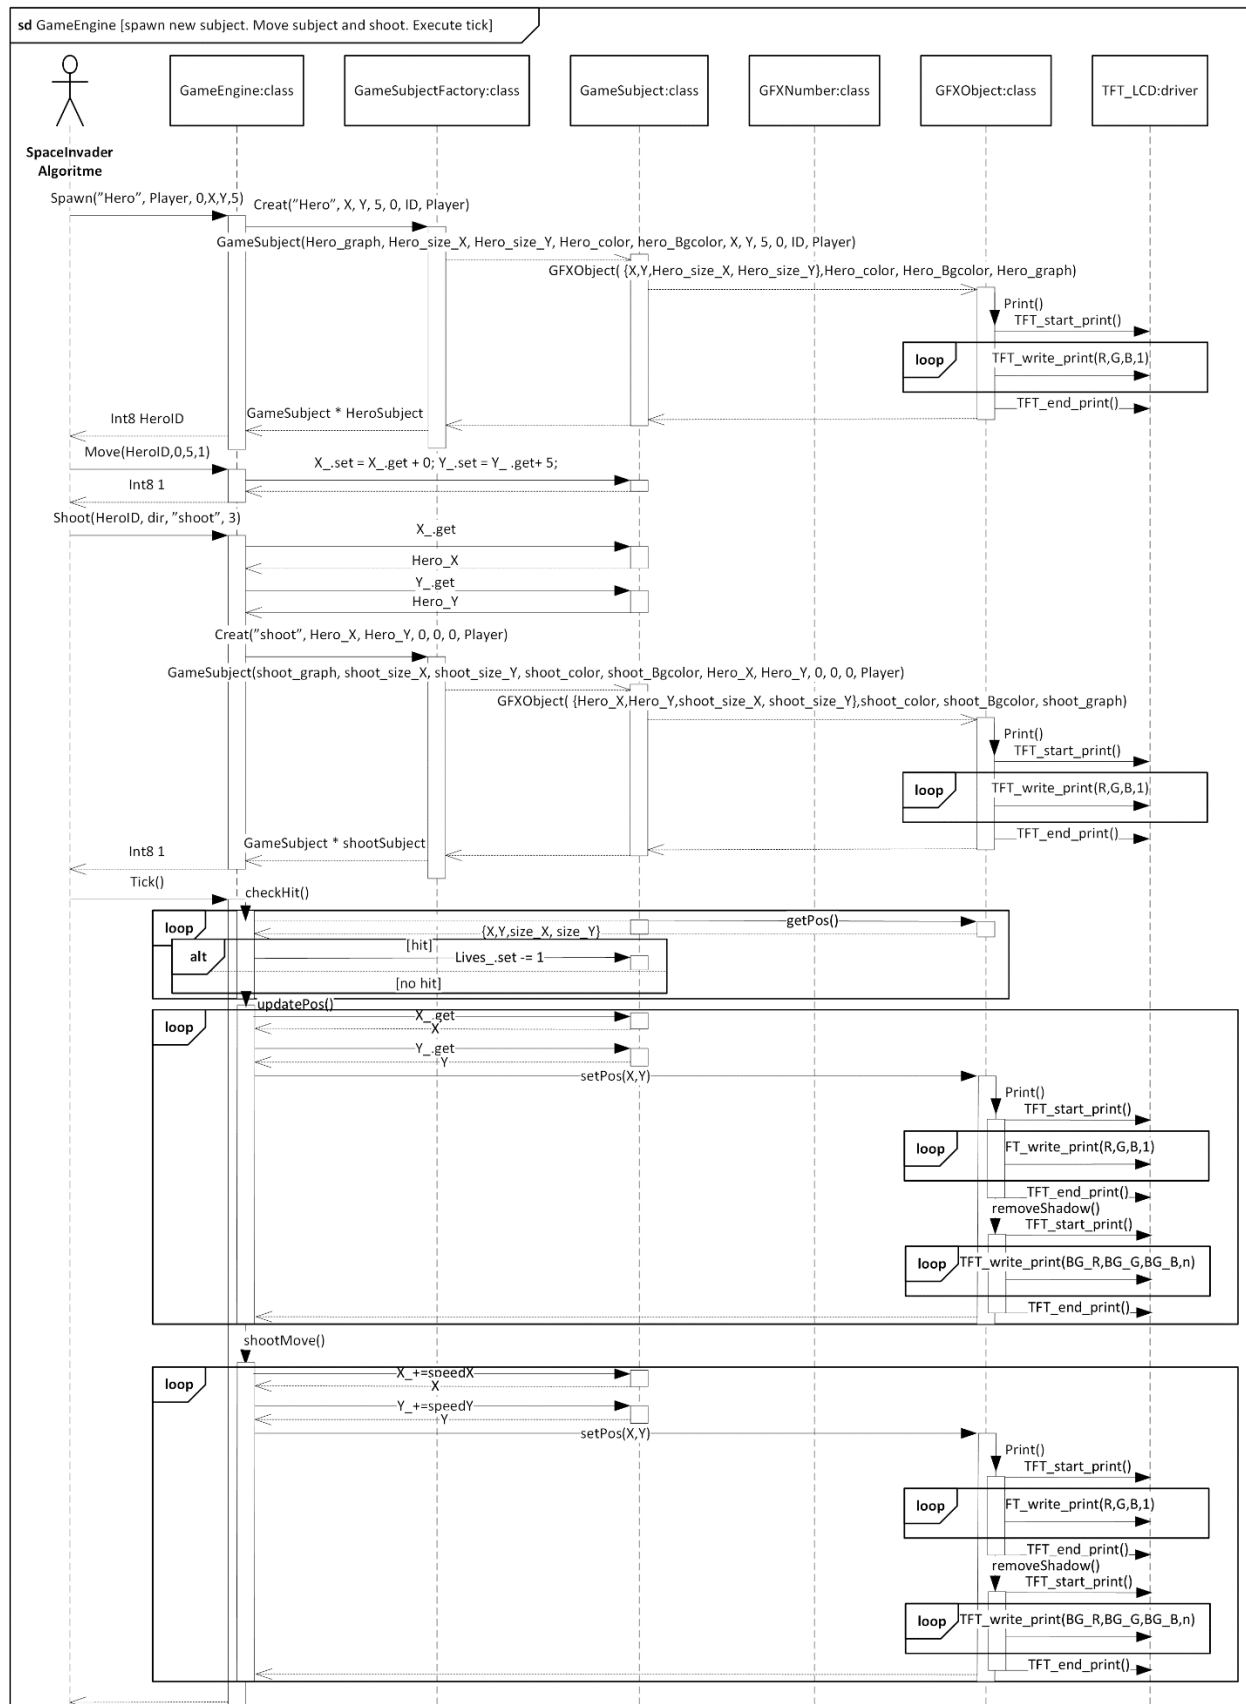 sd GameEngine [spawn new subject. Move subject and shoot. Execute tick]
GameEngine:class
GameSubjectFactory:class
GameSubject:class
GFXNumber:class
GFXObject:class
TFT_LCD:driver
SpaceInvader
Algoritme
Spawn("Hero", Player, 0,X,Y,5)
Creat("Hero", X, Y, 5, 0, ID, Player)
GameSubject(Hero_graph, Hero_size_X, Hero_size_Y, Hero_color, hero_Bgcolor, X, Y, 5, 0, ID, Player)
GFXObject( {X,Y,Hero_size_X, Hero_size_Y},Hero_color, Hero_Bgcolor, Hero_graph)
Print()
TFT_start_print()
loop
TFT_write_print(R,G,B,1)
TFT_end_print()
GameSubject * HeroSubject
Int8 HeroID
Move(HeroID,0,5,1)
X_.set = X_.get + 0; Y_.set = Y_ .get+ 5;
Int8 1
Shoot(HeroID, dir, "shoot", 3)
X_.get
Hero_X
Y_.get
Hero_Y
Creat("shoot", Hero_X, Hero_Y, 0, 0, 0, Player)
GameSubject(shoot_graph, shoot_size_X, shoot_size_Y, shoot_color, shoot_Bgcolor, Hero_X, Hero_Y, 0, 0, 0, Player)
GFXObject( {Hero_X,Hero_Y,shoot_size_X, shoot_size_Y},shoot_color, shoot_Bgcolor, shoot_graph)
Print()
TFT_start_print()
loop
TFT_write_print(R,G,B,1)
TFT_end_print()
GameSubject * shootSubject
Int8 1
Tick()
checkHit()
loop
getPos()
{X,Y,size_X, size_Y}
alt
[hit]
Lives_.set -= 1
[no hit]
updatePos()
loop
X_.get
X
Y_.get
Y
setPos(X,Y)
Print()
TFT_start_print()
loop
FT_write_print(R,G,B,1)
TFT_end_print()
removeShadow()
TFT_start_print()
loop
TFT_write_print(BG_R,BG_G,BG_B,n)
TFT_end_print()
shootMove()
loop
X_+=speedX
X
Y_+=speedY
Y
setPos(X,Y)
Print()
TFT_start_print()
loop
FT_write_print(R,G,B,1)
TFT_end_print()
removeShadow()
TFT_start_print()
loop
TFT_write_print(BG_R,BG_G,BG_B,n)
TFT_end_print()